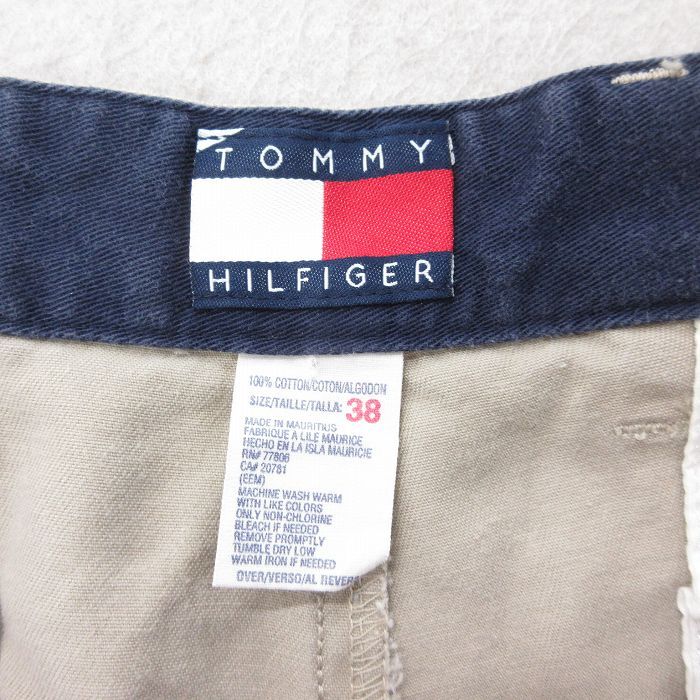 TOMMY
HILFIGER
100% COTTON/COTON/ALGODON
SIZE/TAILLE/TALLA: 38
MADE IN MAURITIUS
FABRIQUE A LILE MAURICE
HECHO EN LA ISLA MAURICIE
RN# 77806
CA# 20781
(EEM)
MACHINE WASH WARM
WITH LIKE COLORS
ONLY NON-CHLORINE
BLEACH IF NEEDED
REMOVE PROMPTLY
TUMBLE DRY LOW
WARM IRON IF NEEDED
OVER/VERSO/AL REVERS